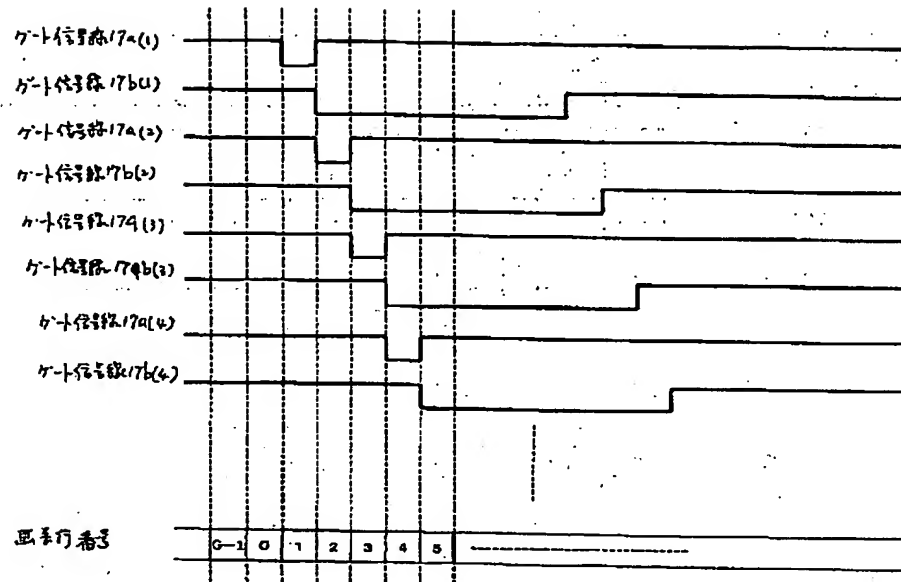 ゲート信号線17a(1)
ゲート信号線17b(1)
ゲート信号線17a(2)
ゲート信号線17b(2)
ゲート信号線17a(3)
ゲート信号線17qb(3)
ゲート信号線17a(4)
ゲート信号線17b(4)
画素行番号 G-1 G 1 2 3 4 5